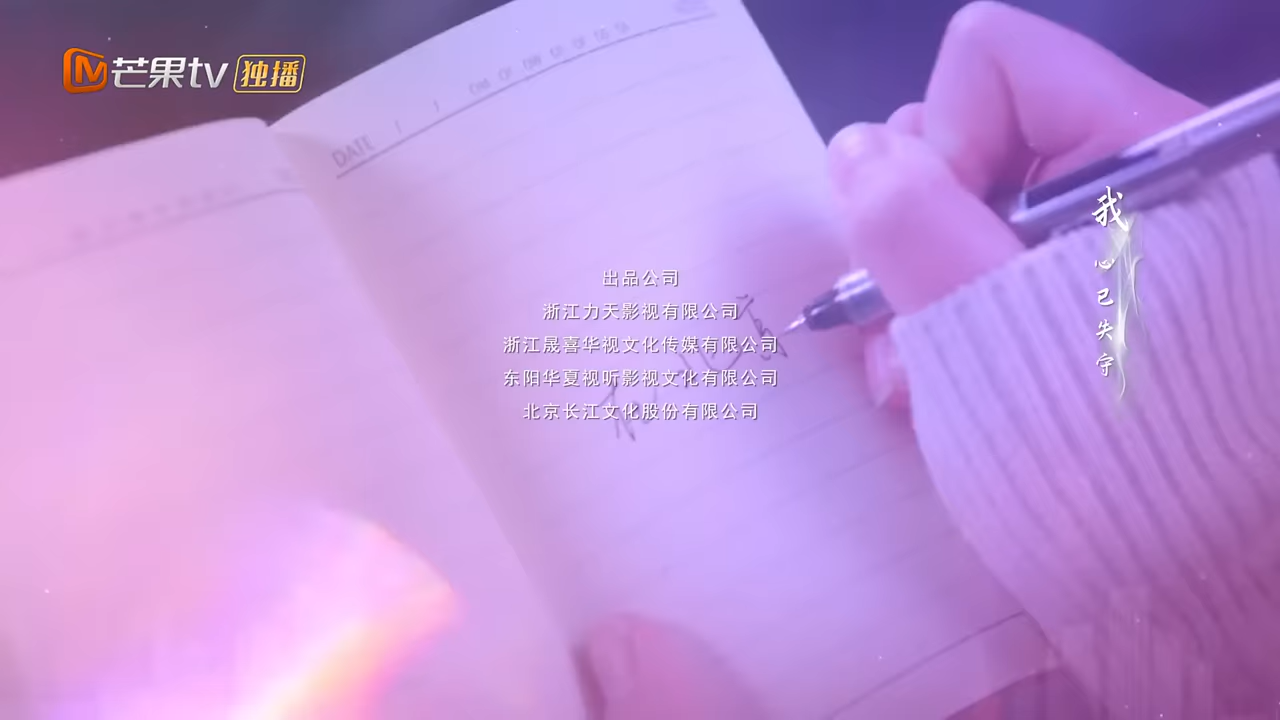 芒果tv 独播
DATE
出品公司
浙江力天影视有限公司
浙江晟喜华视文化传媒有限公司
东阳华夏视听影视文化有限公司
北京长江文化股份有限公司
我心已失守